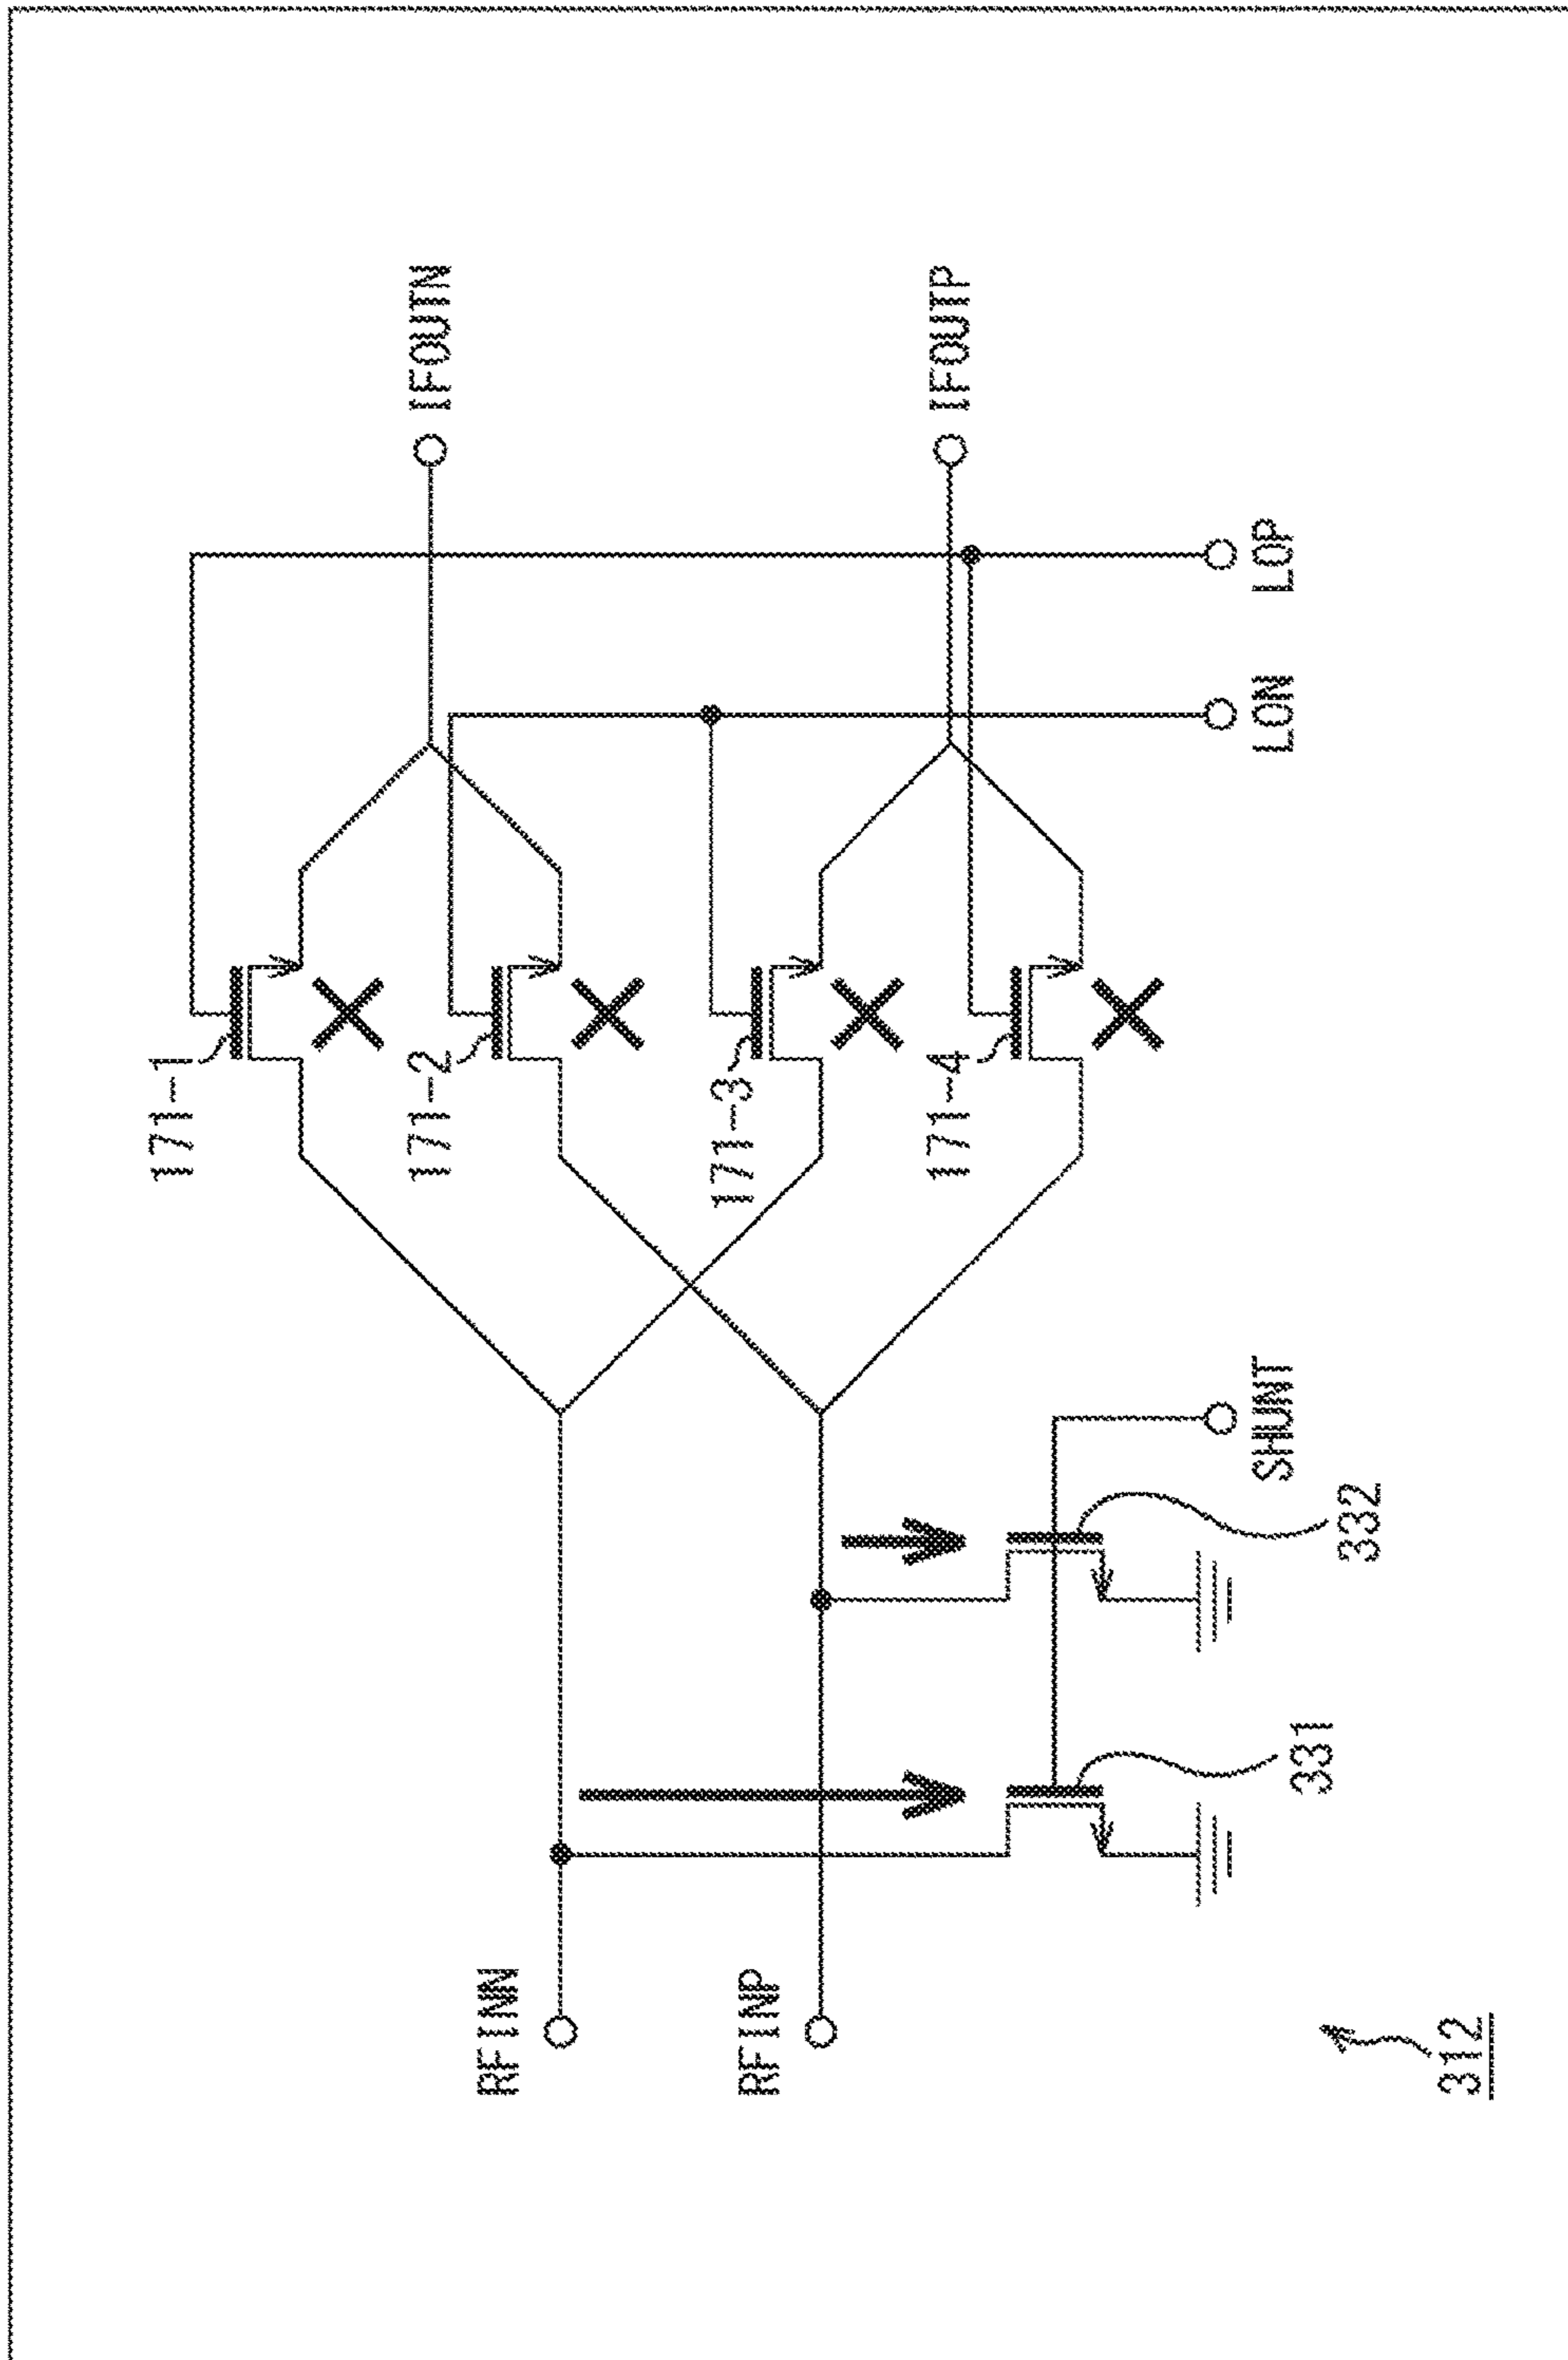 171-1
171-2
171-3
171-4
IFOUTN
IFOUTP
RFINN
RFINP
SHUNT
LON
LOP
331
332
312